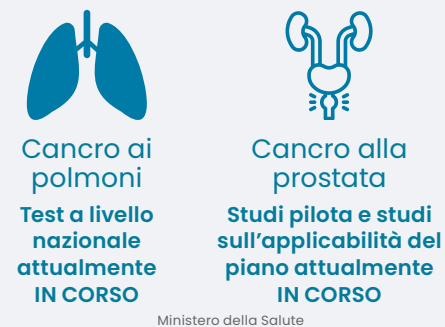 Cancro ai
polmoni
Test a livello
nazionale
attualmente
IN CORSO
Cancro alla
prostata
Studi pilota e studi
sull'applicabilità del
piano attualmente
IN CORSO
Ministero della Salute